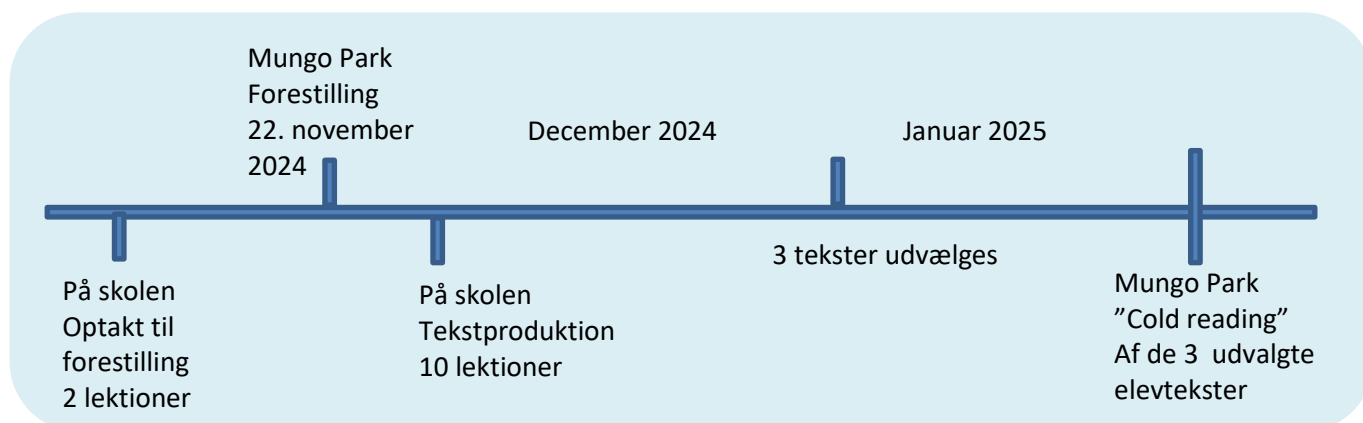 Mungo Park
Forestilling
22. november
2024
December 2024
Januar 2025
På skolen
Optakt til
forestilling
2 lektioner
På skolen
Tekstproduktion
10 lektioner
3 tekster udvælges
Mungo Park
”Cold reading”
Af de 3 udvalgte
elevtekster